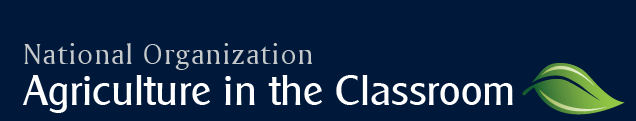 National Organization
Agriculture in the Classroom